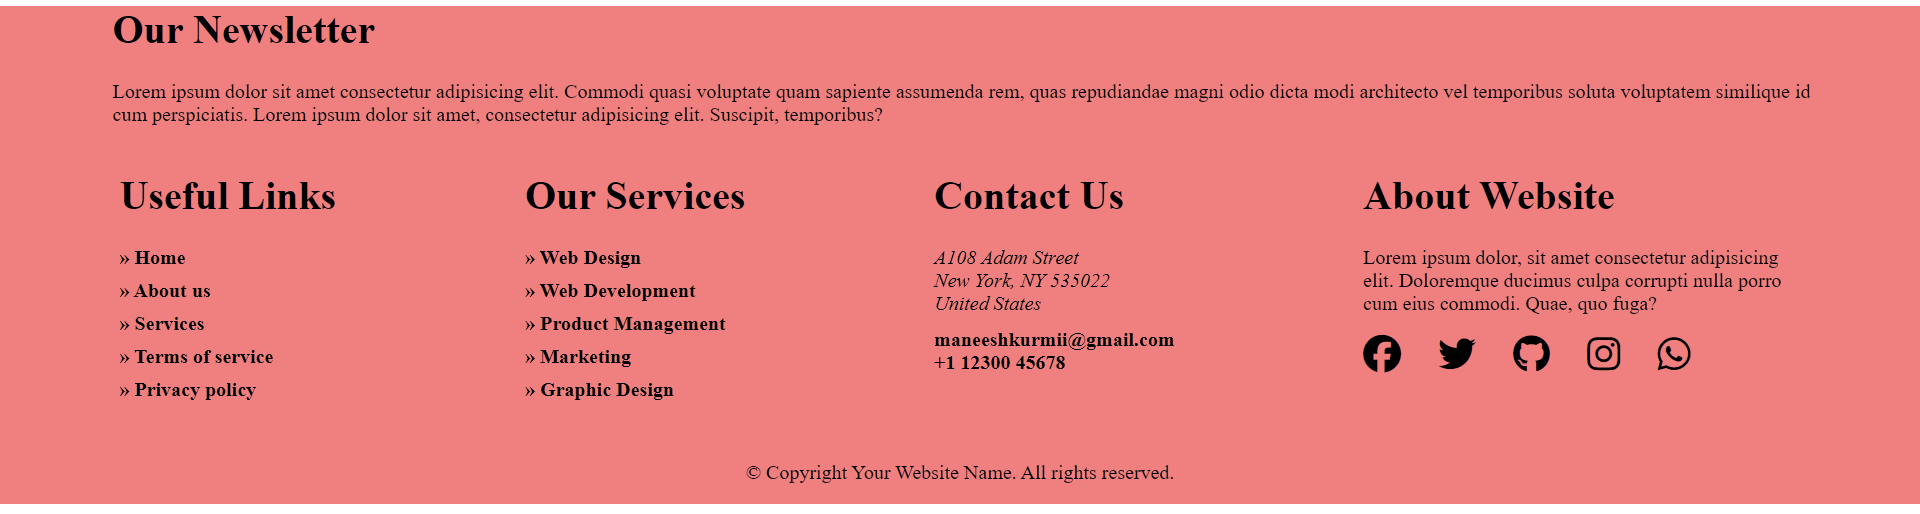 Our Newsletter
Lorem ipsum dolor sit amet consectetur adipisicing elit. Commodi quasi voluptate quam sapiente assumenda rem, quas repudiandae magni odio dicta modi architecto vel temporibus soluta voluptatem similique id
cum perspiciatis. Lorem ipsum dolor sit amet, consectetur adipisicing elit. Suscipit, temporibus?
Useful Links
» Home
» About us
» Services
» Terms of service
» Privacy policy
Our Services
» Web Design
» Web Development
» Product Management
» Marketing
» Graphic Design
Contact Us
A108 Adam Street
New York, NY 535022
United States
maneeshkurmii@gmail.com
+1 12300 45678
About Website
Lorem ipsum dolor, sit amet consectetur adipisicing
elit. Doloremque ducimus culpa corrupti nulla porro
cum eius commodi. Quae, quo fuga?
© Copyright Your Website Name. All rights reserved.